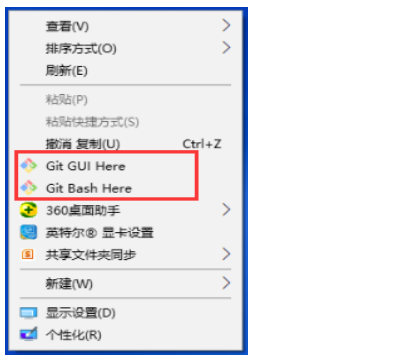 查看(V)
排序方式(O)
刷新(E)
粘贴(P)
粘贴快捷方式(S)
撤消 复制(U) Ctrl+Z
Git GUI Here
Git Bash Here
360桌面助手
英特尔® 显卡设置
共享文件夹同步
新建(W)
显示设置(D)
个性化(R)